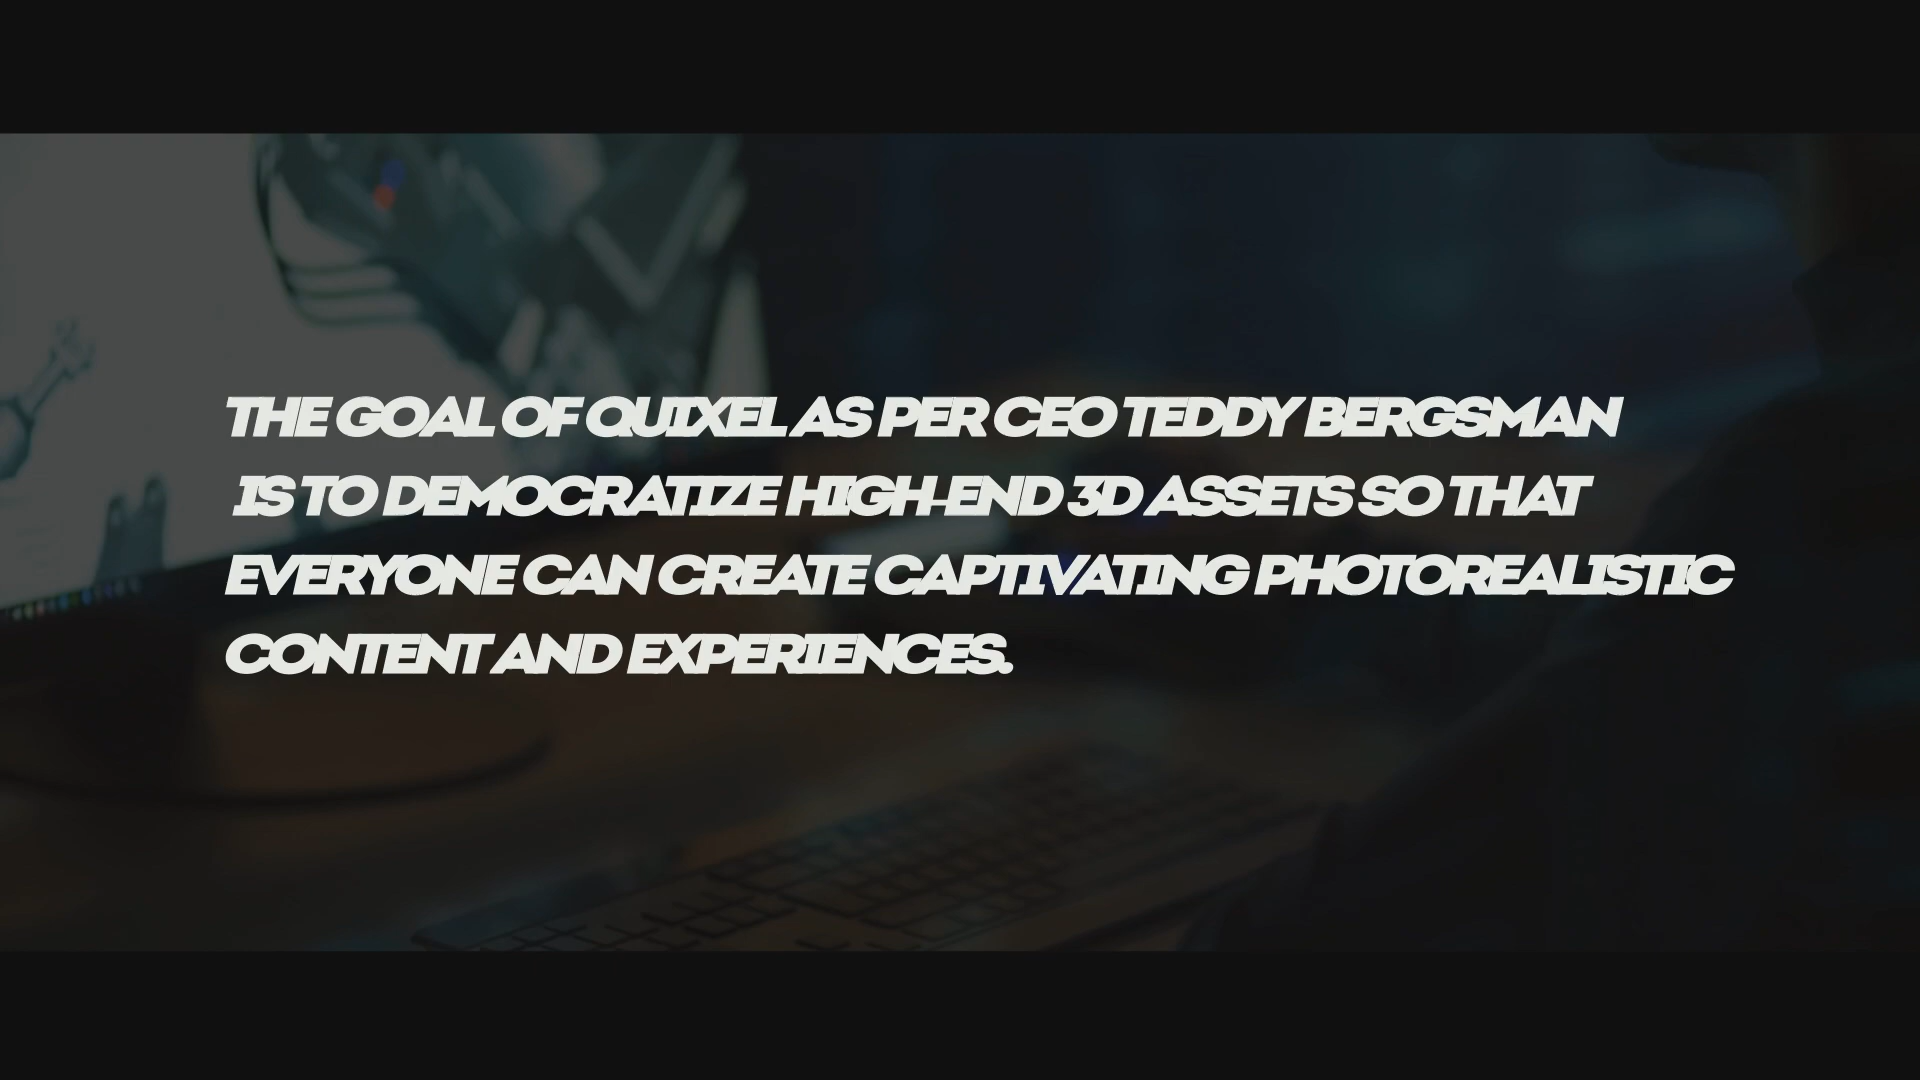 THE GOAL OF QUIXEL AS PER CEO TEDDY BERGSMAN
IS TO DEMOCRATIZE HIGH-END 3D ASSETS SO THAT
EVERYONE CAN CREATE CAPTIVATING PHOTOREALISTIC
CONTENT AND EXPERIENCES.